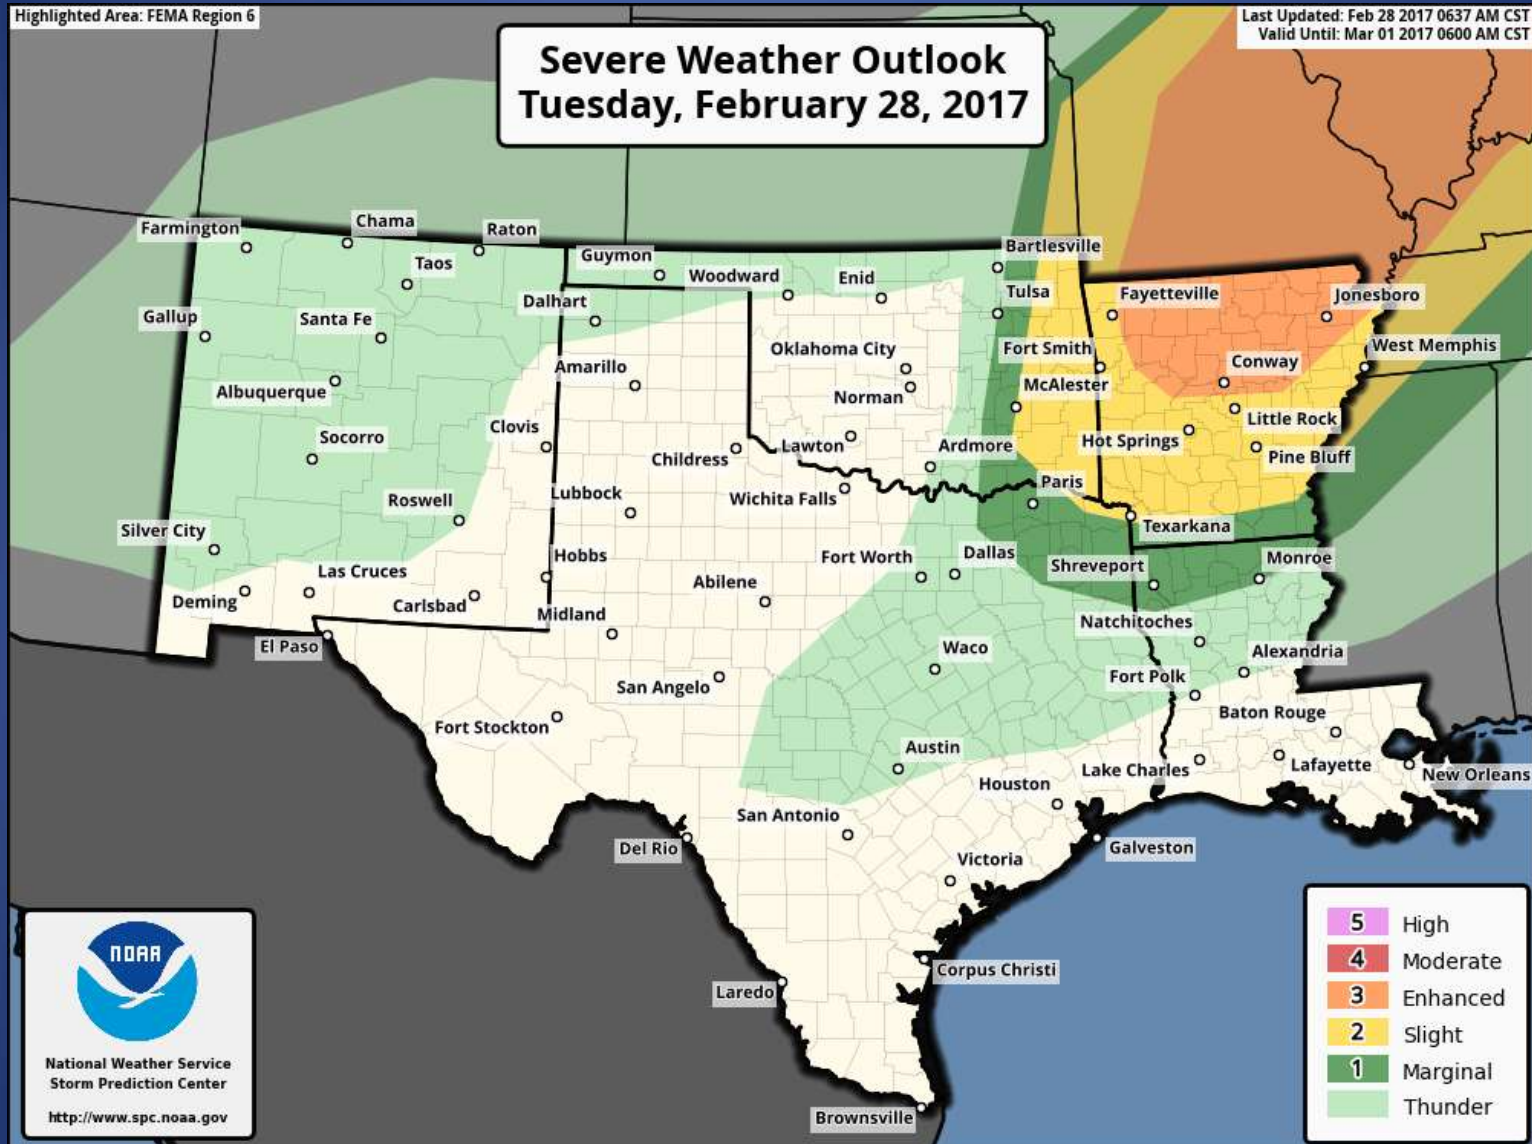 Highlighted Area: FEMA Region 6
Last Updated: Feb 28 2017 0637 AM CST
Valid Until: Mar 01 2017 0600 AM CST
Severe Weather Outlook
Tuesday, February 28, 2017
Farmington
Chama
Raton
Taos
Guymon
Woodward
Enid
Bartlesville
Tulsa
Fayetteville
Jonesboro
Gallup
Santa Fe
Dalhart
Oklahoma City
Fort Smith
West Memphis
Albuquerque
Amarillo
Norman
McAlester
Conway
Clovis
Little Rock
Socorro
Childress
Lawton
Ardmore
Hot Springs
Pine Bluff
Roswell
Lubbock
Wichita Falls
Paris
Texarkana
Silver City
Hobbs
Fort Worth
Dallas
Shreveport
Monroe
Las Cruces
Abilene
Deming
Carlsbad
Midland
Natchitoches
El Paso
Waco
Alexandria
San Angelo
Fort Polk
Fort Stockton
Baton Rouge
Austin
Lake Charles
Lafayette
New Orleans
Houston
San Antonio
Del Rio
Galveston
Victoria
Corpus Christi
Laredo
Brownsville
NOAA
National Weather Service
Storm Prediction Center
http://www.spc.noaa.gov
5 High
4 Moderate
3 Enhanced
2 Slight
1 Marginal
Thunder